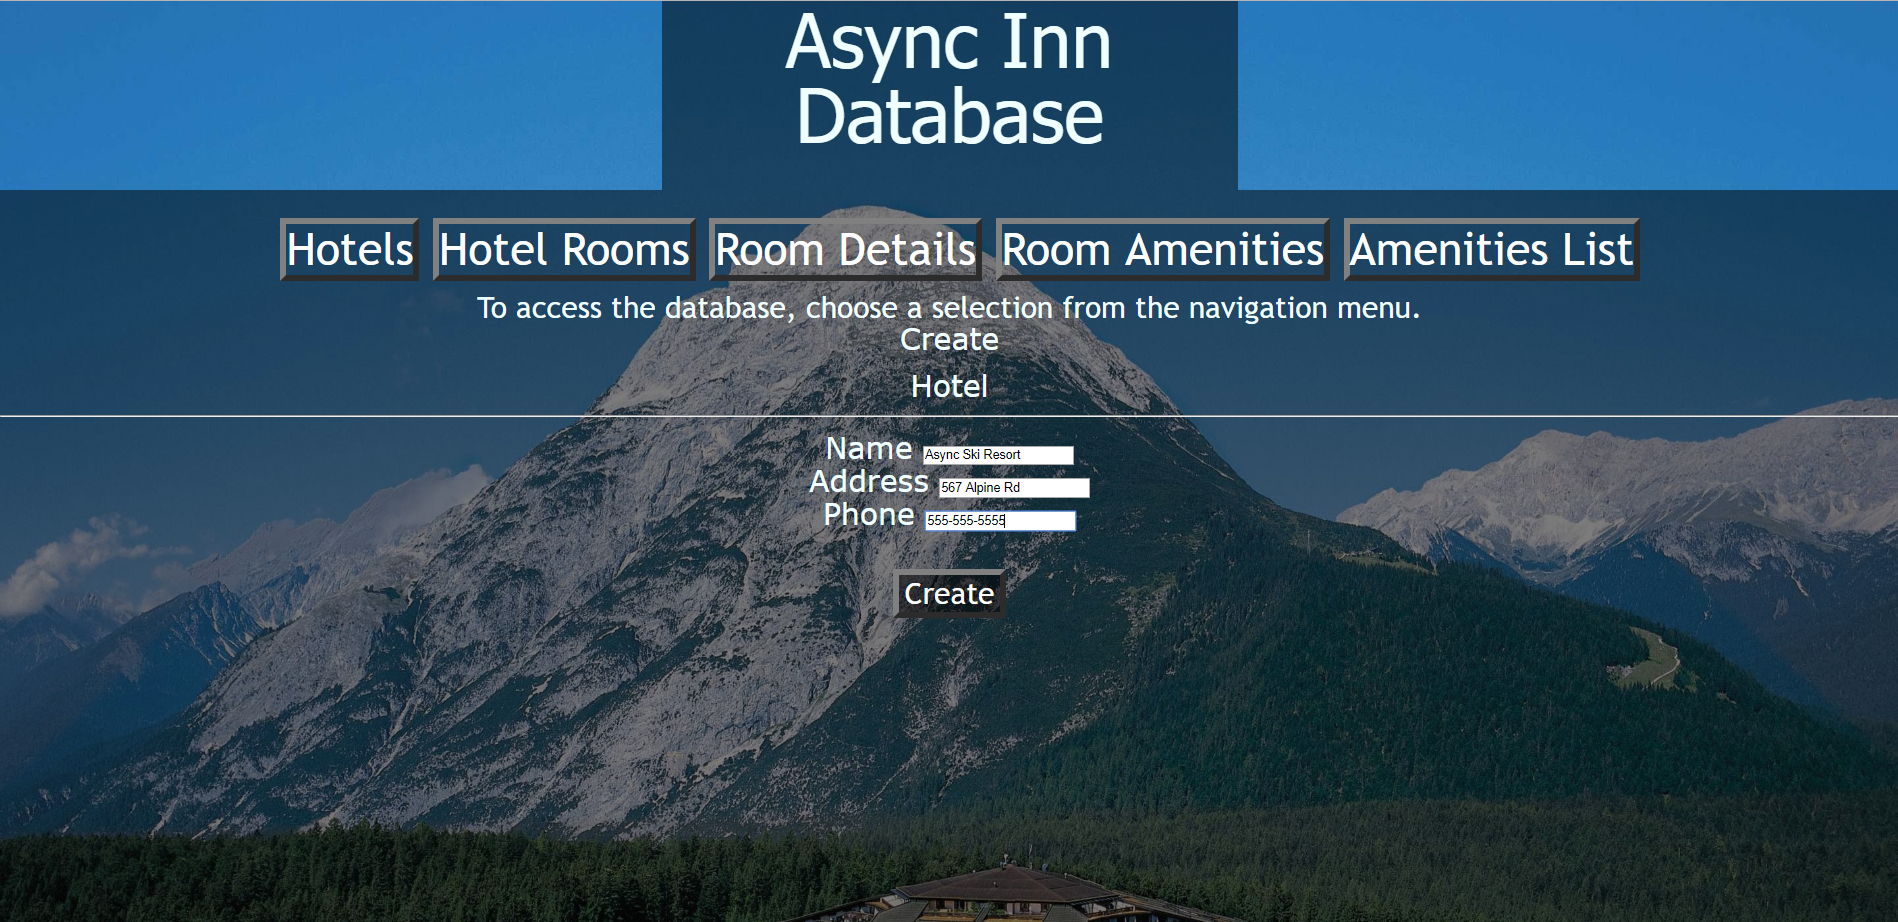 Async Inn
Database
Hotels Hotel Rooms Room Details Room Amenities Amenities List
To access the database, choose a selection from the navigation menu.
Create
Hotel
Name Async Ski Resort
Address 567 Alpine Rd
Phone 555-555-5555
Create